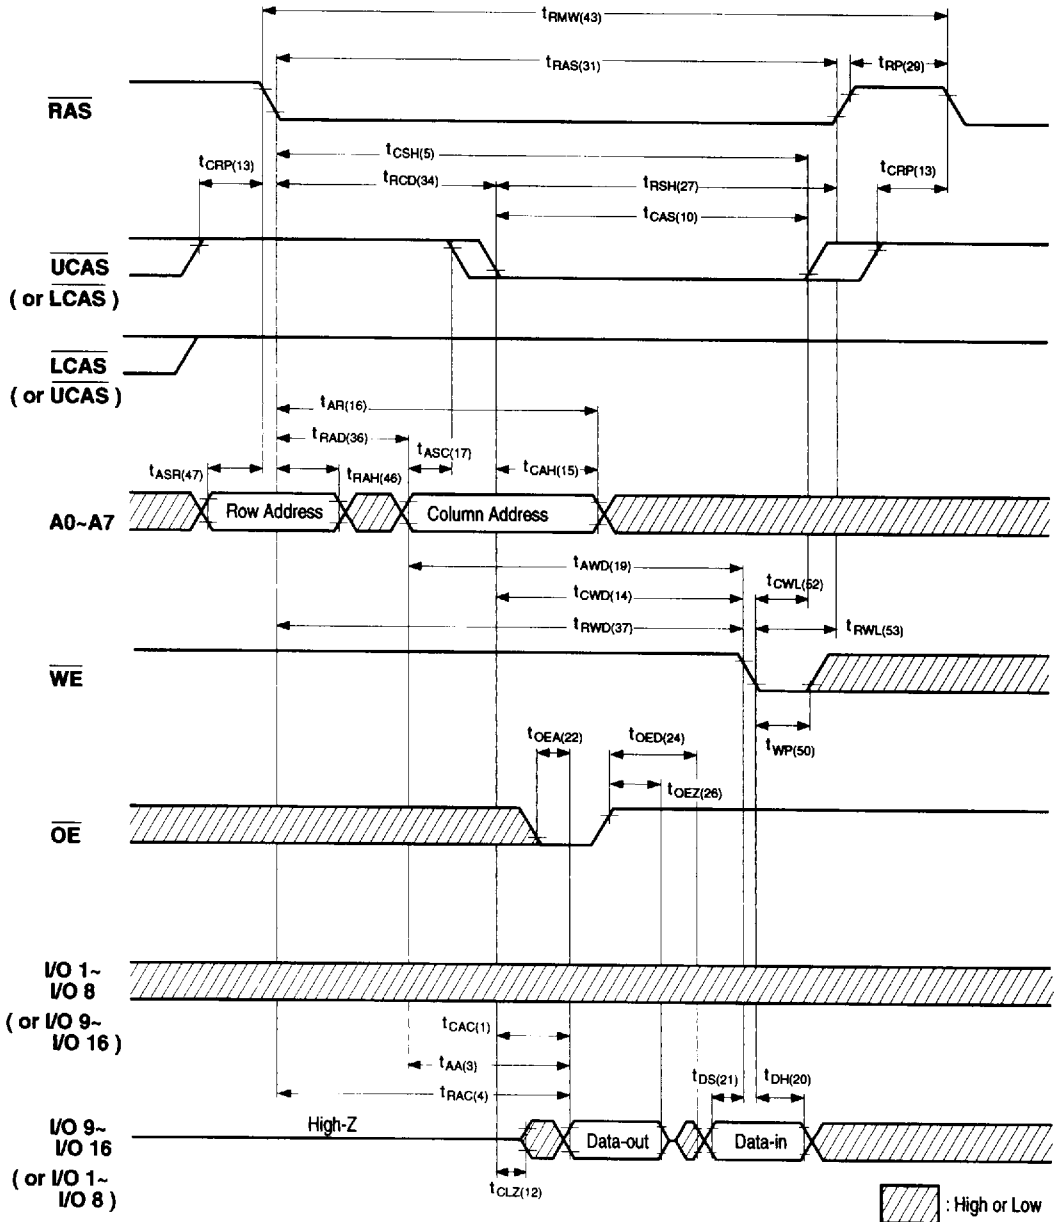 tRMW(43)
tRAS(31)
tRP(29)
RAS
tCSH(5)
tCRP(13)
tRCD(34)
tRSH(27)
tCRP(13)
tCAS(10)
UCAS
( or LCAS )
LCAS
(or UCAS )
tAR(16)
tRAD(36)
tASC(17)
tASR(47)
tRAH(46)
tCAH(15)
A0~A7
Row Address
Column Address
tAWD(19)
tCWL(52)
tCWD(14)
tRWD(37)
tRWL(53)
WE
tWP(50)
tOEA(22)
tOED(24)
tOEZ(26)
OE
I/O 1~
I/O 8
( or I/O 9~
I/O 16 )
tCAC(1)
tAA(3)
tRAC(4)
tDS(21)
tDH(20)
I/O 9~
I/O 16
(or I/O 1~
I/O 8 )
High-Z
Data-out
Data-in
tCLZ(12)
: High or Low